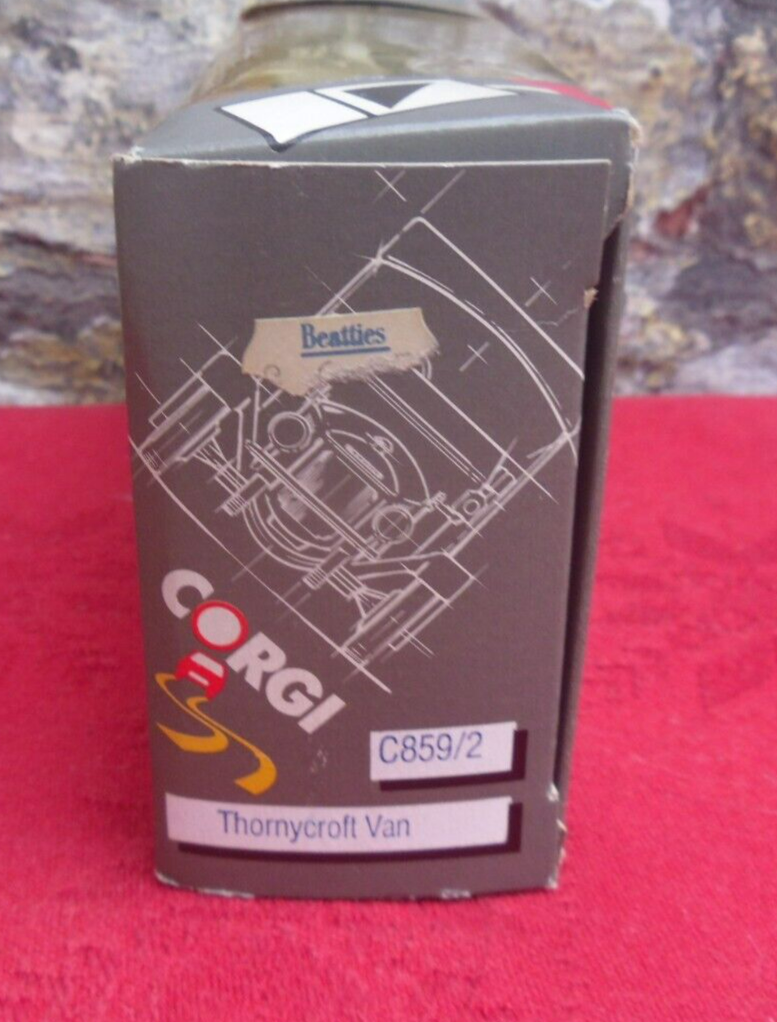 Beatties
CORGI
C859/2
Thornycroft Van